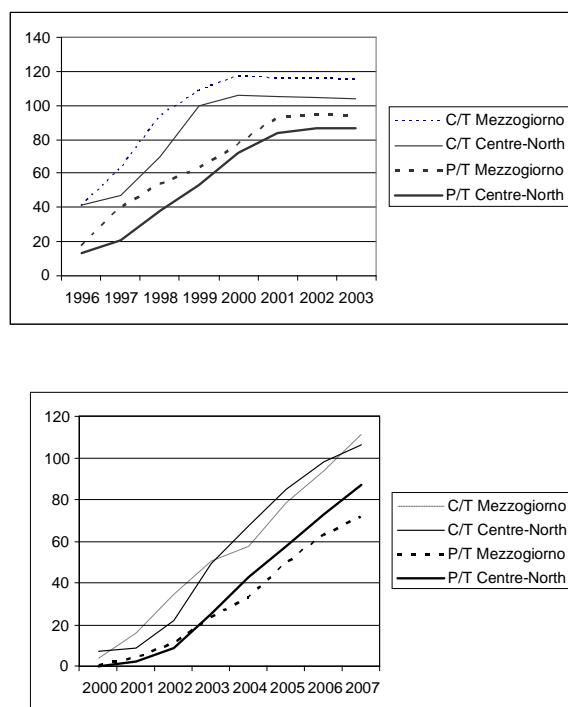 140
120
100
80
60
40
20
0
1996 1997 1998 1999 2000 2001 2002 2003
C/T Mezzogiorno
C/T Centre-North
P/T Mezzogiorno
P/T Centre-North
120
100
80
60
40
20
0
2000 2001 2002 2003 2004 2005 2006 2007
C/T Mezzogiorno
C/T Centre-North
P/T Mezzogiorno
P/T Centre-North